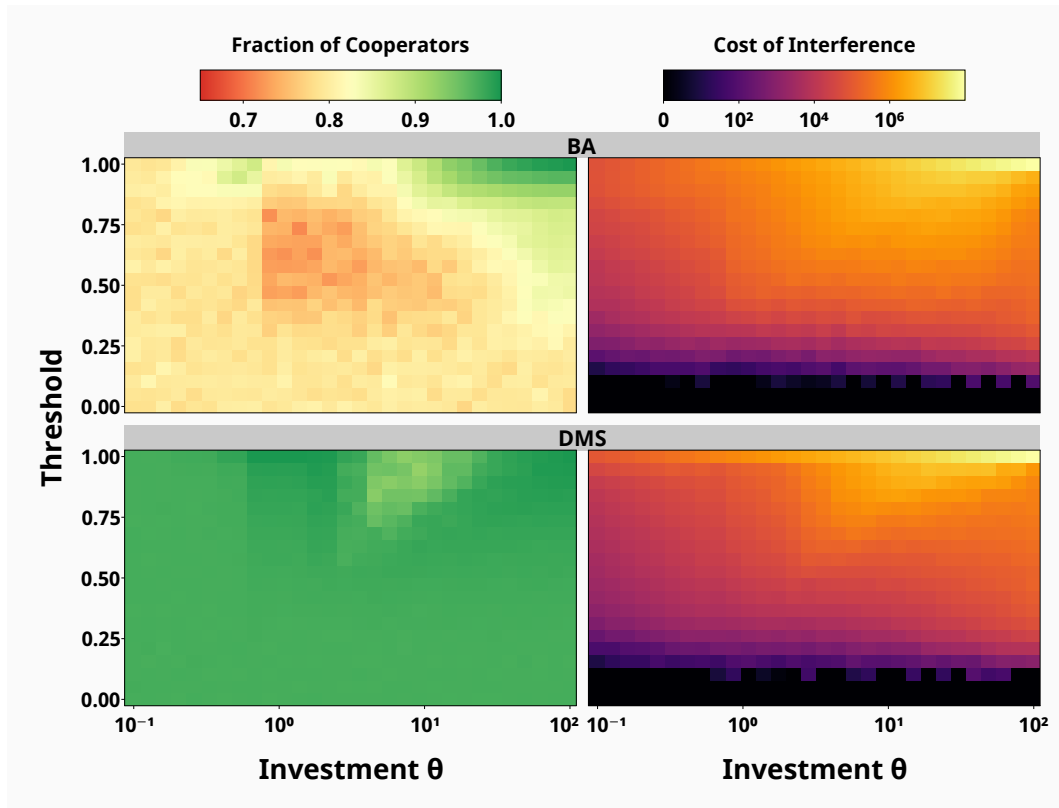 Fraction of Cooperators
0.7 0.8 0.9 1.0
Cost of Interference
0 10² 10⁴ 10⁶
BA
1.00
0.75
0.50
0.25
0.00
Threshold
DMS
1.00
0.75
0.50
0.25
0.00
10⁻¹ 10⁰ 10¹ 10²
10⁻¹ 10⁰ 10¹ 10²
Investment θ
Investment θ